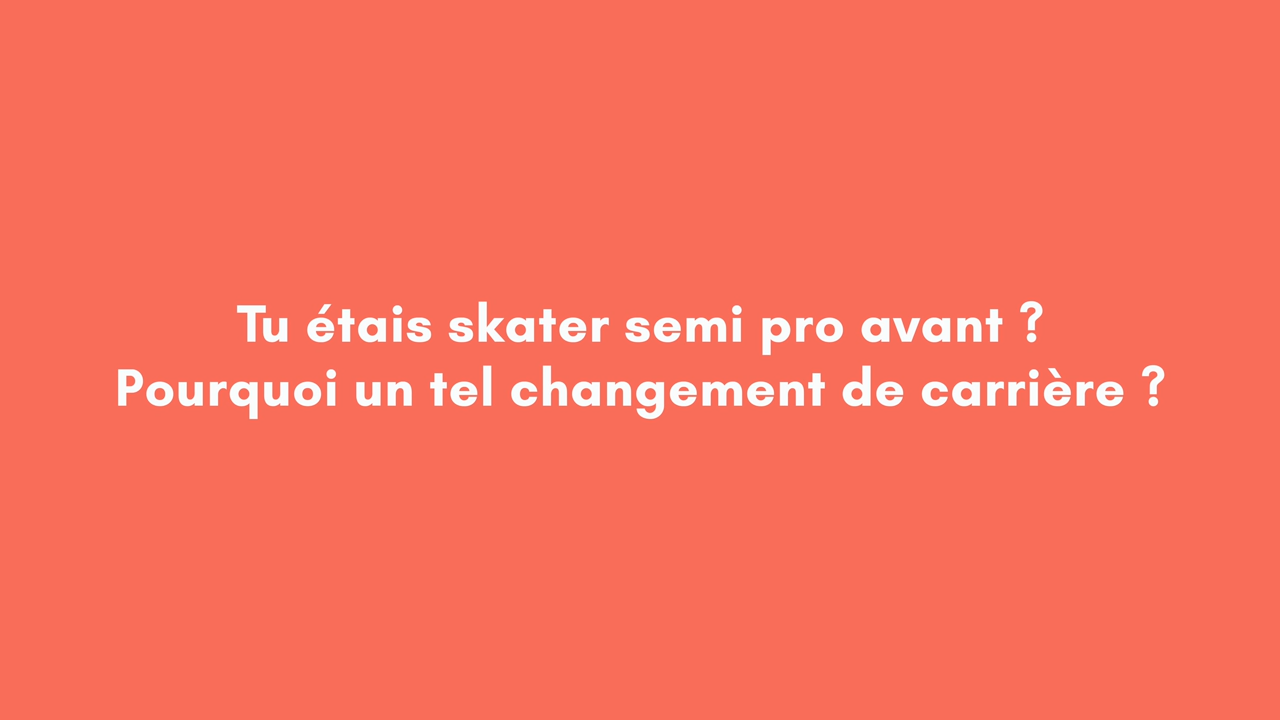 Tu étais skater semi pro avant ?
Pourquoi un tel changement de carrière ?